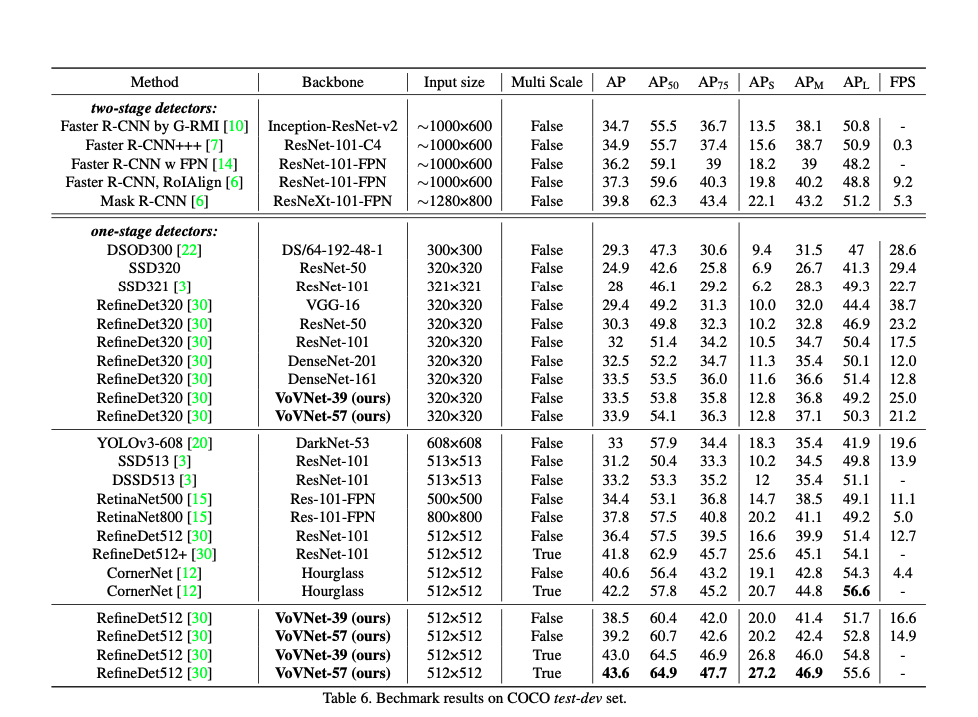 Method Backbone Input size Multi Scale AP AP50 AP75 APS APM APL FPS
two-stage detectors:
Faster R-CNN by G-RMI [10] Inception-ResNet-v2 ∼1000×600 False 34.7 55.5 36.7 13.5 38.1 50.8 -
Faster R-CNN+++ [7] ResNet-101-C4 ∼1000×600 False 34.9 55.7 37.4 15.6 38.7 50.9 0.3
Faster R-CNN w FPN [14] ResNet-101-FPN ∼1000×600 False 36.2 59.1 39 18.2 39 48.2 -
Faster R-CNN, RoIAlign [6] ResNet-101-FPN ∼1000×600 False 37.3 59.6 40.3 19.8 40.2 48.8 9.2
Mask R-CNN [6] ResNeXt-101-FPN ∼1280×800 False 39.8 62.3 43.4 22.1 43.2 51.2 5.3
one-stage detectors:
DSOD300 [22] DS/64-192-48-1 300×300 False 29.3 47.3 30.6 9.4 31.5 47 28.6
SSD320 ResNet-50 320×320 False 24.9 42.6 25.8 6.9 26.7 41.3 29.4
SSD321 [3] ResNet-101 321×321 False 28 46.1 29.2 6.2 28.3 49.3 22.7
RefineDet320 [30] VGG-16 320×320 False 29.4 49.2 31.3 10.0 32.0 44.4 38.7
RefineDet320 [30] ResNet-50 320×320 False 30.3 49.8 32.3 10.2 32.8 46.9 23.2
RefineDet320 [30] ResNet-101 320×320 False 32 51.4 34.2 10.5 34.7 50.4 17.5
RefineDet320 [30] DenseNet-201 320×320 False 32.5 52.2 34.7 11.3 35.4 50.1 12.0
RefineDet320 [30] DenseNet-161 320×320 False 33.5 53.5 36.0 11.6 36.6 51.4 12.8
RefineDet320 [30] VoVNet-39 (ours) 320×320 False 33.5 53.8 35.8 12.8 36.8 49.2 25.0
RefineDet320 [30] VoVNet-57 (ours) 320×320 False 33.9 54.1 36.3 12.8 37.1 50.3 21.2
YOLOv3-608 [20] DarkNet-53 608×608 False 33 57.9 34.4 18.3 35.4 41.9 19.6
SSD513 [3] ResNet-101 513×513 False 31.2 50.4 33.3 10.2 34.5 49.8 13.9
DSSD513 [3] ResNet-101 513×513 False 33.2 53.3 35.2 12 35.4 51.1 -
RetinaNet500 [15] Res-101-FPN 500×500 False 34.4 53.1 36.8 14.7 38.5 49.1 11.1
RetinaNet800 [15] Res-101-FPN 800×800 False 37.8 57.5 40.8 20.2 41.1 49.2 5.0
RefineDet512 [30] ResNet-101 512×512 False 36.4 57.5 39.5 16.6 39.9 51.4 12.7
RefineDet512+ [30] ResNet-101 512×512 True 41.8 62.9 45.7 25.6 45.1 54.1 -
CornerNet [12] Hourglass 512×512 False 40.6 56.4 43.2 19.1 42.8 54.3 4.4
CornerNet [12] Hourglass 512×512 True 42.2 57.8 45.2 20.7 44.8 56.6 -
RefineDet512 [30] VoVNet-39 (ours) 512×512 False 38.5 60.4 42.0 20.0 41.4 51.7 16.6
RefineDet512 [30] VoVNet-57 (ours) 512×512 False 39.2 60.7 42.6 20.2 42.4 52.8 14.9
RefineDet512 [30] VoVNet-39 (ours) 512×512 True 43.0 64.5 46.9 26.8 46.0 54.8 -
RefineDet512 [30] VoVNet-57 (ours) 512×512 True 43.6 64.9 47.7 27.2 46.9 55.6 -
Table 6. Bechmark results on COCO test-dev set.